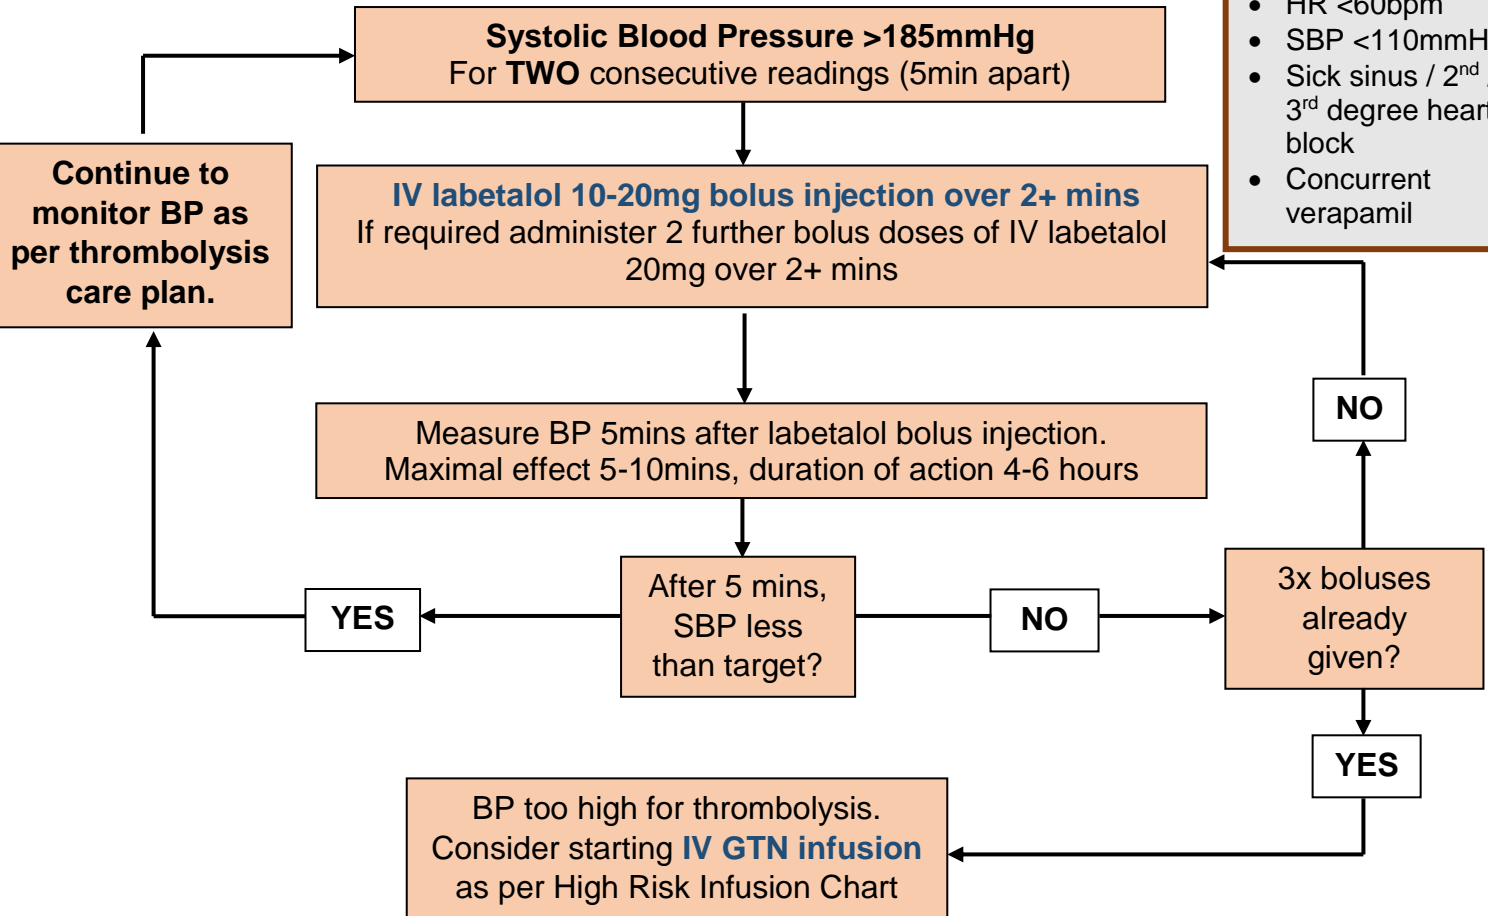 Systolic Blood Pressure >185mmHg
For TWO consecutive readings (5min apart)
• HR <60bpm
• SBP <110mmH
• Sick sinus / 2nd
3rd degree heart
block
• Concurrent
verapamil
Continue to
monitor BP as
per thrombolysis
care plan.
IV labetalol 10-20mg bolus injection over 2+ mins
If required administer 2 further bolus doses of IV labetalol
20mg over 2+ mins
NO
Measure BP 5mins after labetalol bolus injection.
Maximal effect 5-10mins, duration of action 4-6 hours
YES
After 5 mins,
SBP less
than target?
NO
3x boluses
already
given?
YES
BP too high for thrombolysis.
Consider starting IV GTN infusion
as per High Risk Infusion Chart